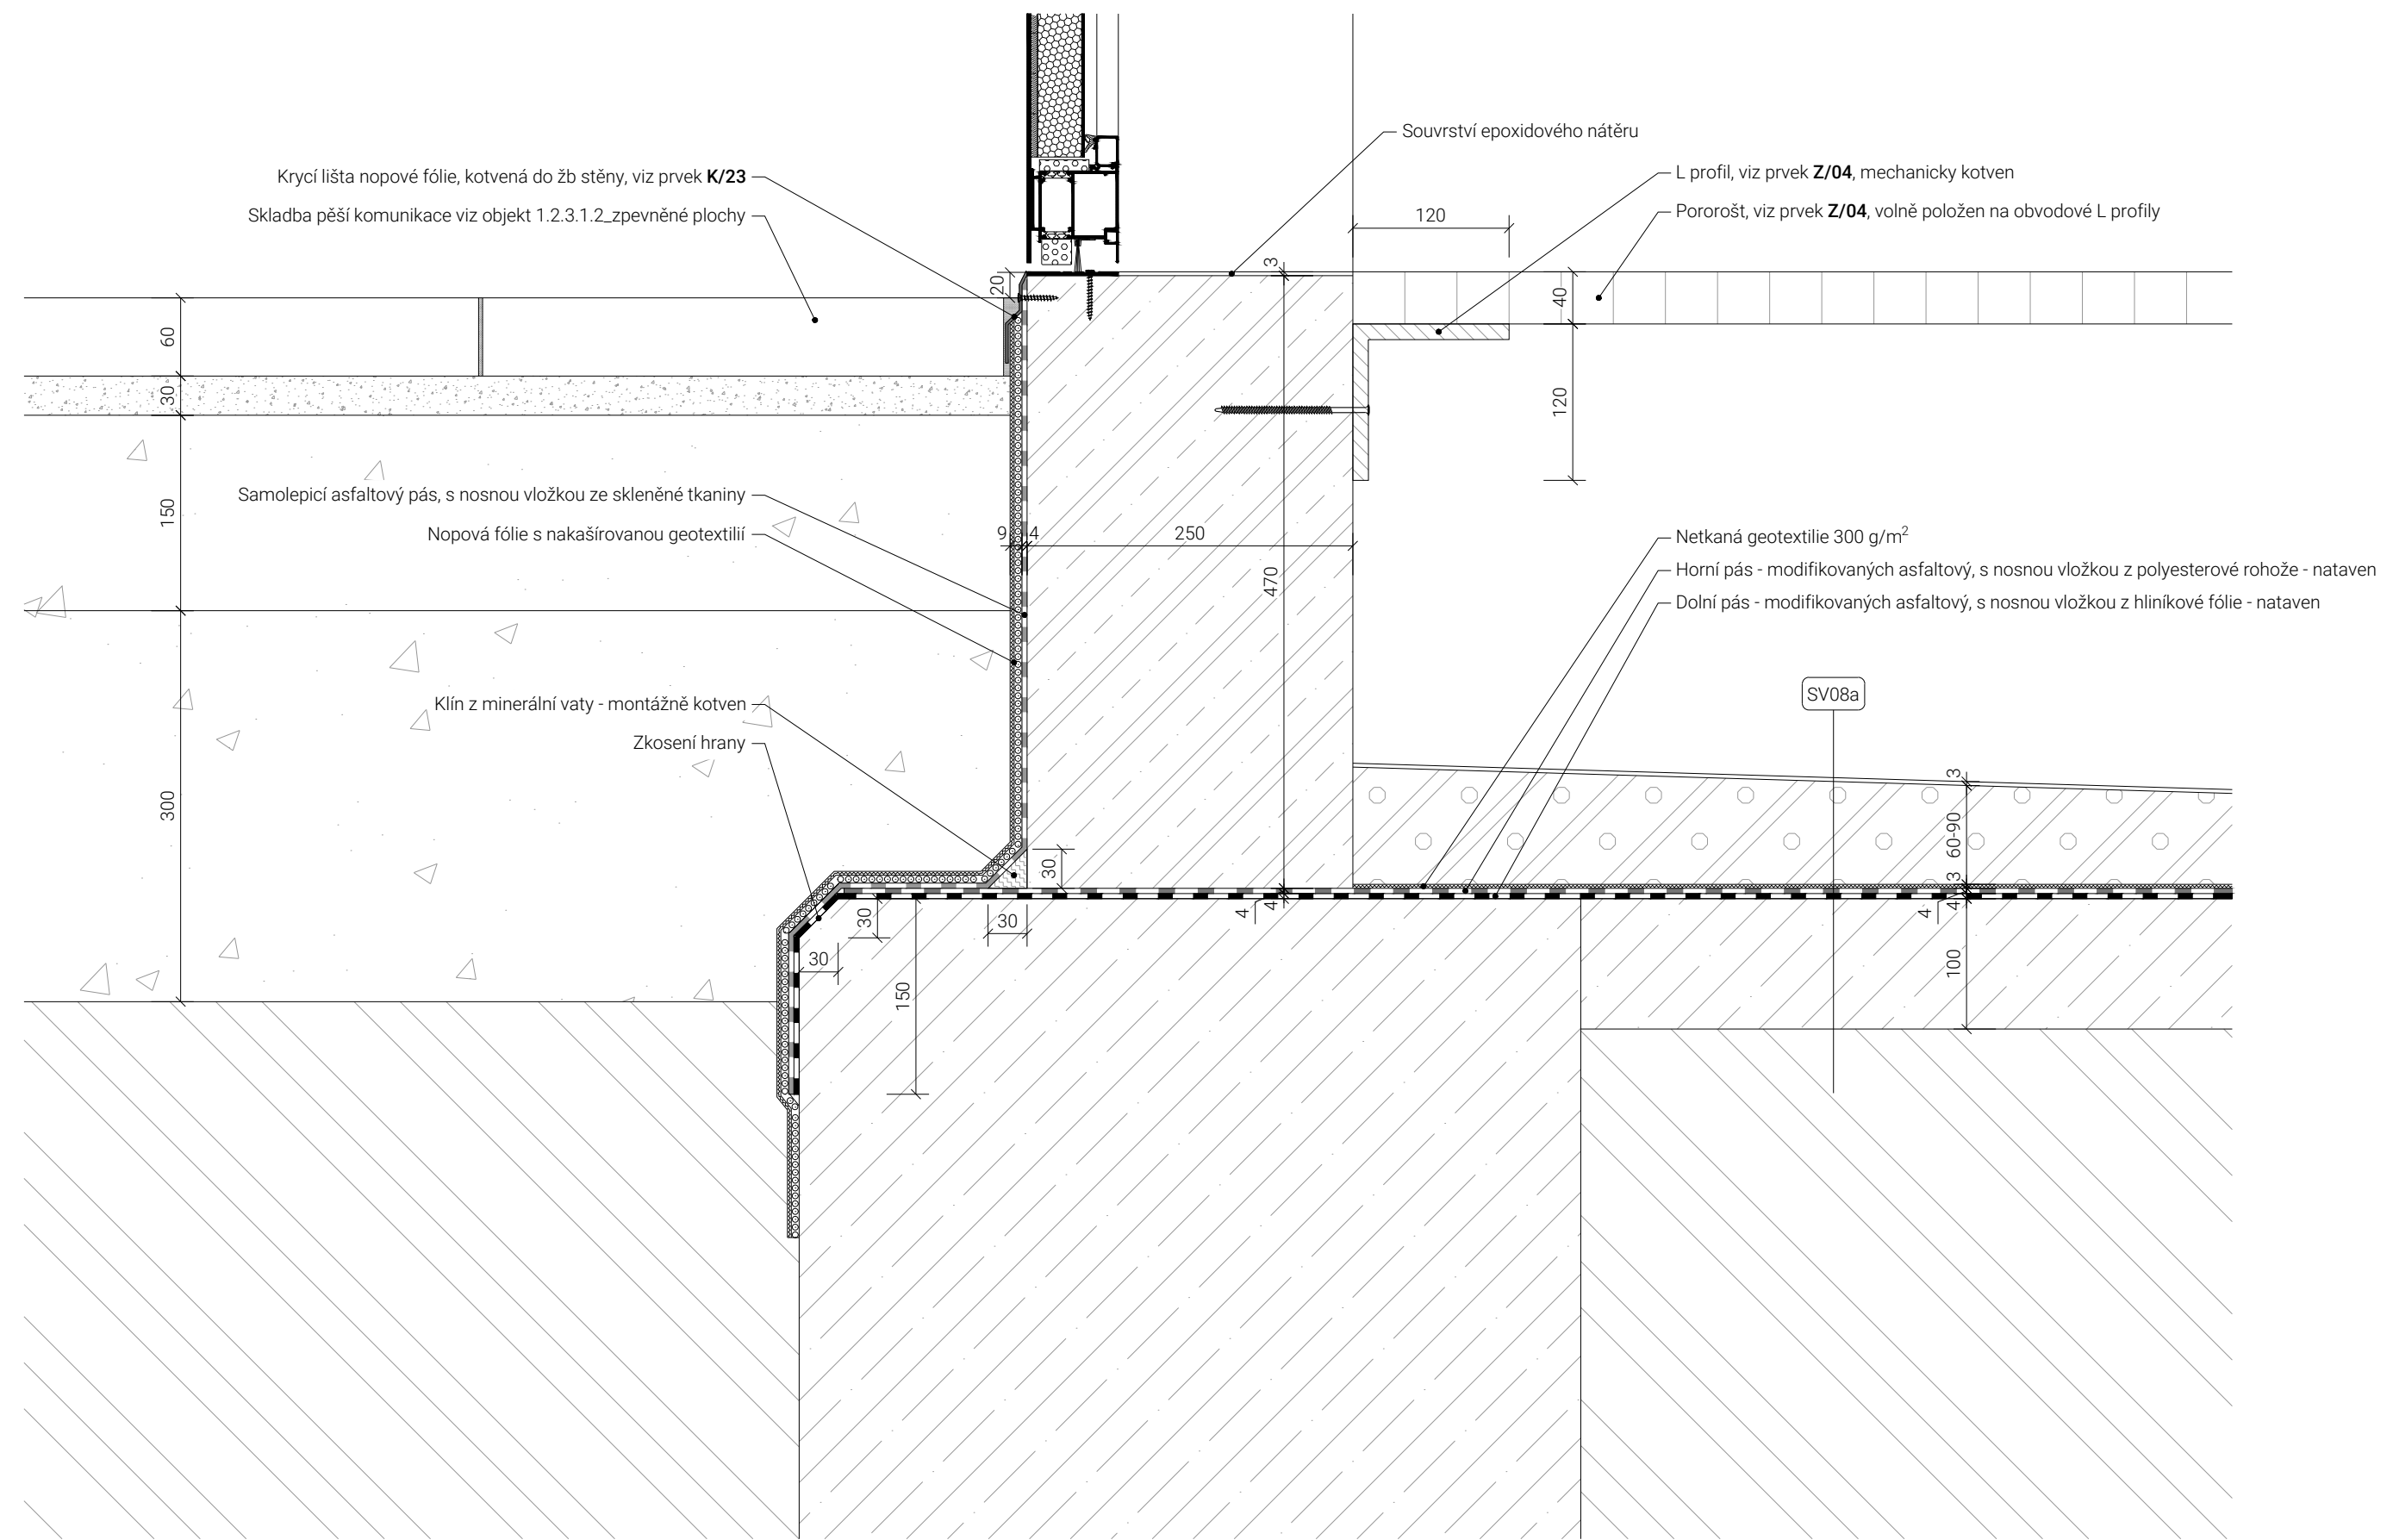 Souvrství epoxidového nátěru
Krycí lišta nopové fólie, kotvená do žb stěny, viz prvek K/23
Skladba pěší komunikace viz objekt 1.2.3.1.2_zpevněné plochy
L profil, viz prvek Z/04, mechanicky kotven
Pororošt, viz prvek Z/04, volně položen na obvodové L profily
120
3
20
40
60
30
120
150
Samolepicí asfaltový pás, s nosnou vložkou ze skleněné tkaniny
Nopová fólie s nakašírovanou geotextilií
9
4
250
470
Netkaná geotextilie 300 g/m²
Horní pás - modifikovaných asfaltový, s nosnou vložkou z polyesterové rohože - nataven
Dolní pás - modifikovaných asfaltový, s nosnou vložkou z hliníkové fólie - nataven
SV08a
Klín z minerální vaty - montážně kotven
Zkosení hrany
300
3
60-90
3
30
30
30
30
4
4
4
4
150
100